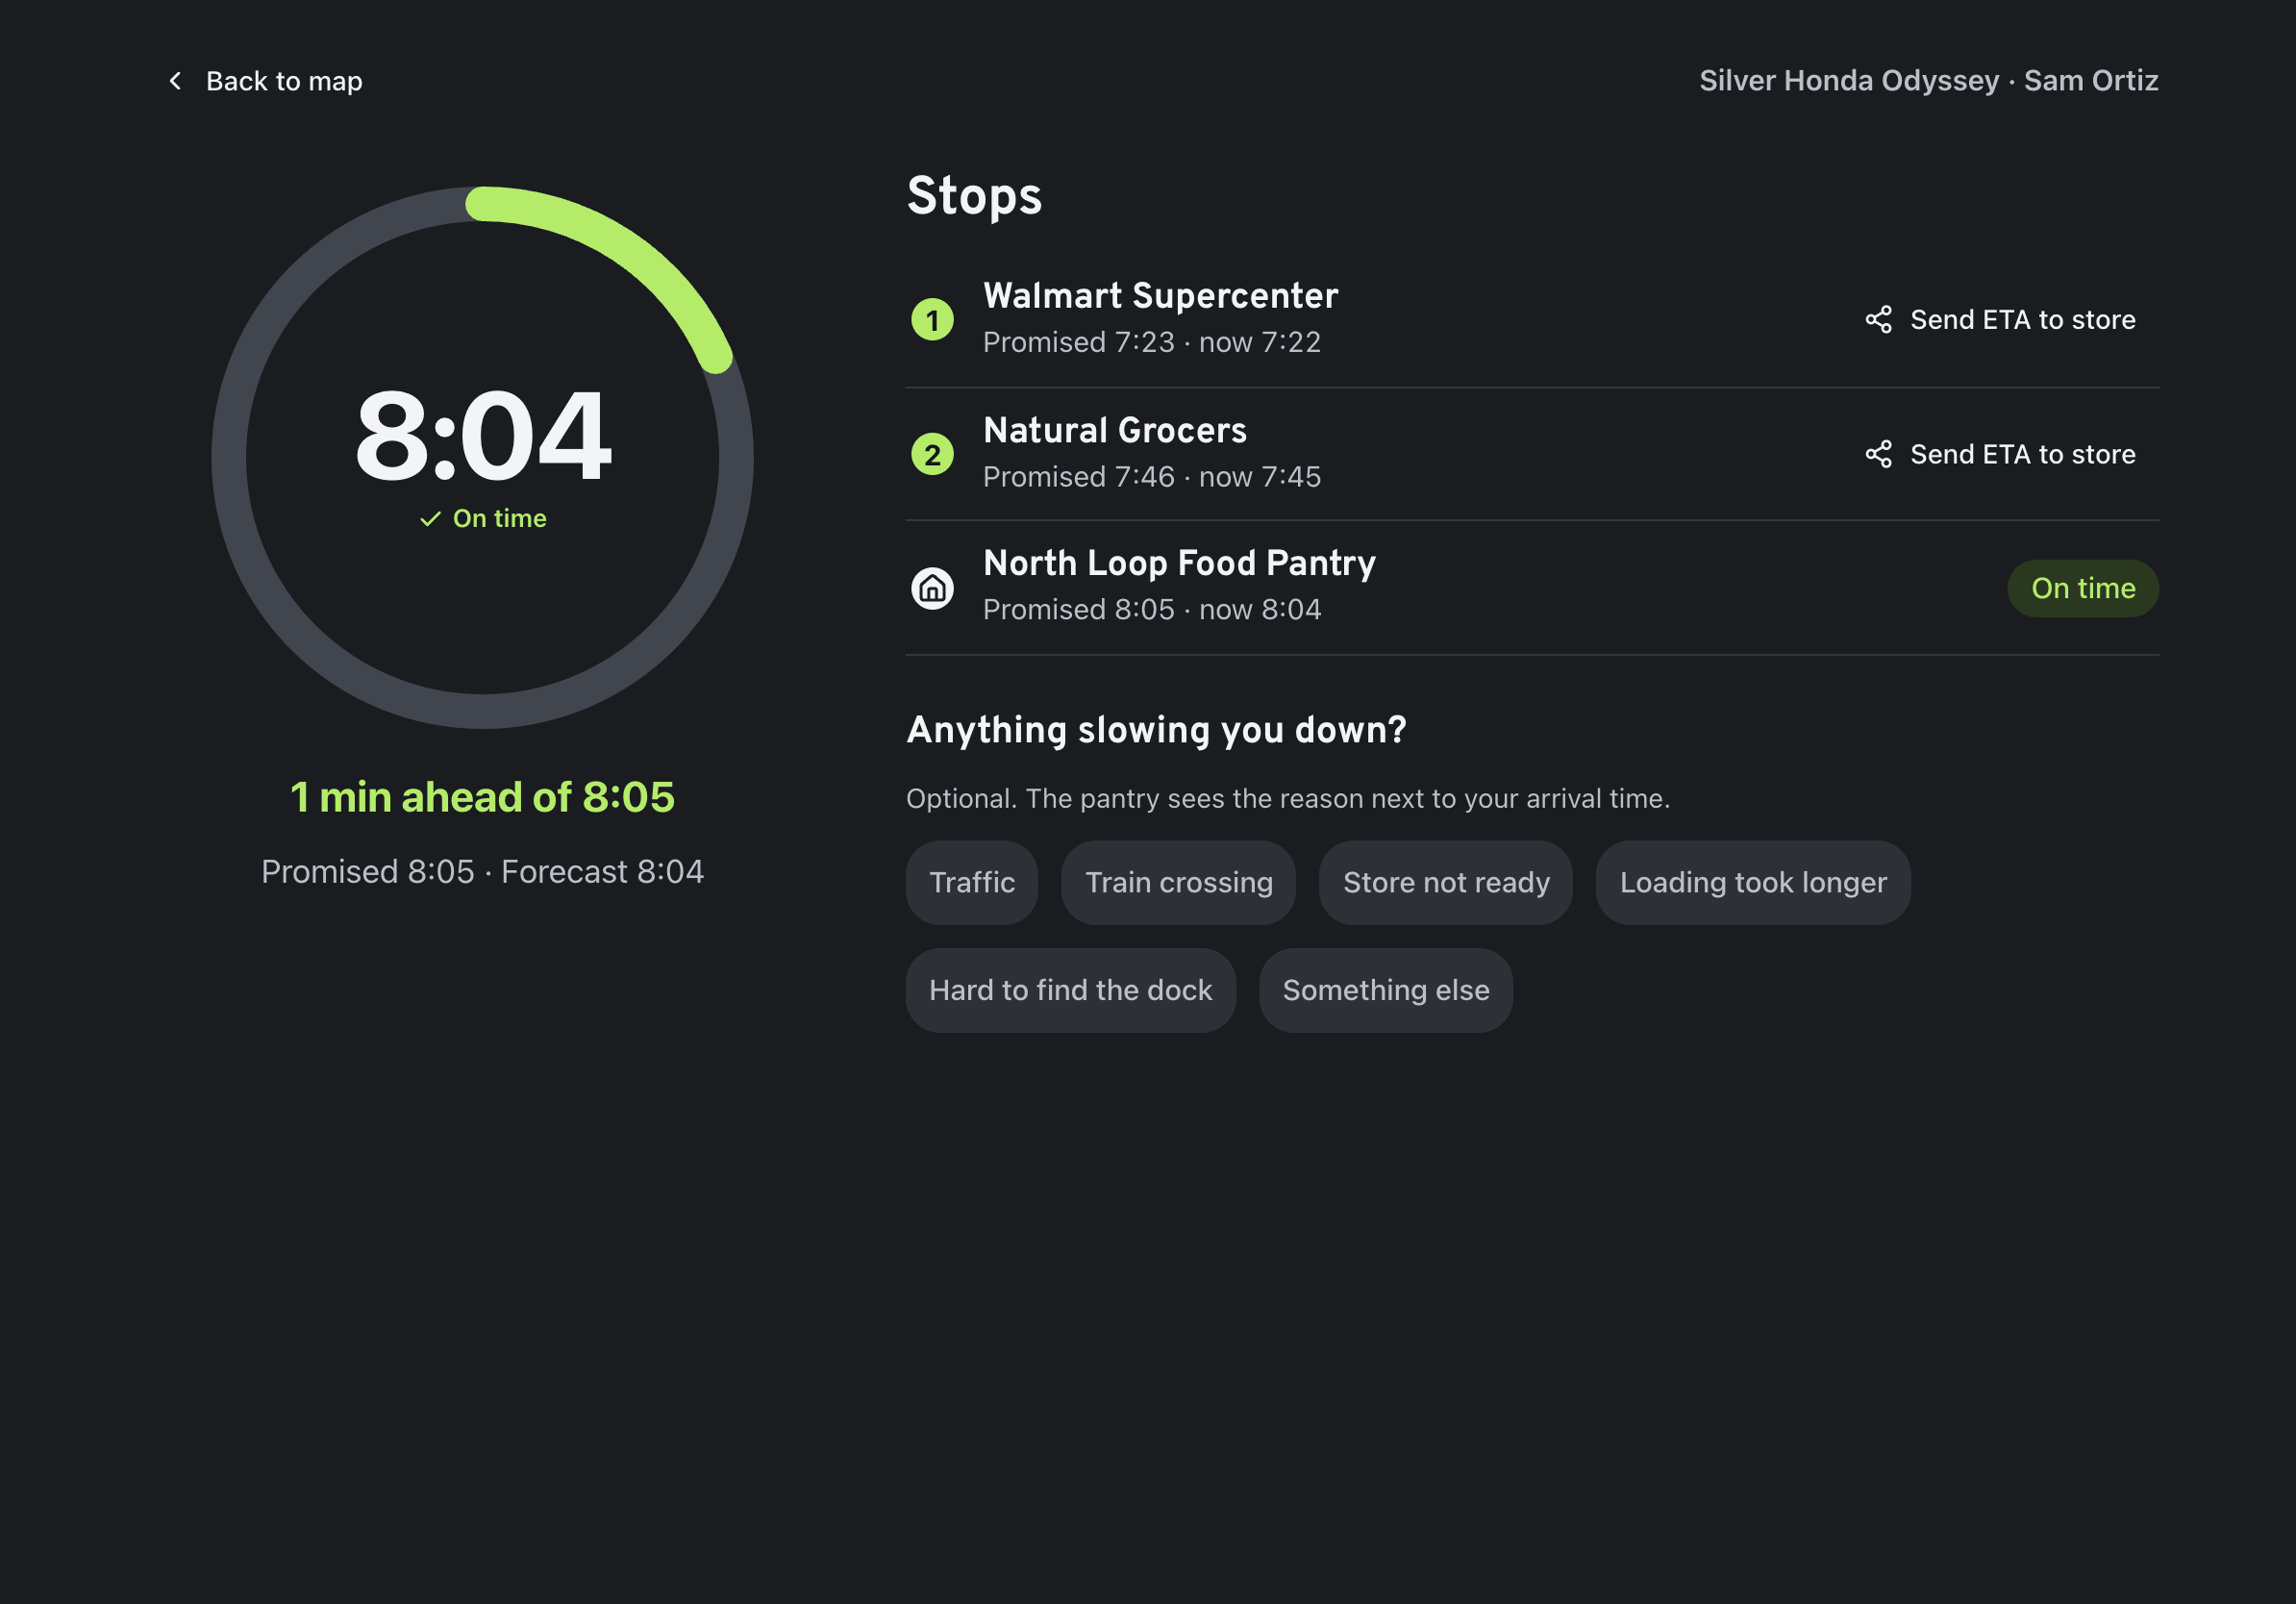 Back to map
Silver Honda Odyssey · Sam Ortiz
8:04
On time
1 min ahead of 8:05
Promised 8:05 · Forecast 8:04
Stops
1
Walmart Supercenter
Promised 7:23 · now 7:22
Send ETA to store
2
Natural Grocers
Promised 7:46 · now 7:45
Send ETA to store
North Loop Food Pantry
Promised 8:05 · now 8:04
On time
Anything slowing you down?
Optional. The pantry sees the reason next to your arrival time.
Traffic
Train crossing
Store not ready
Loading took longer
Hard to find the dock
Something else